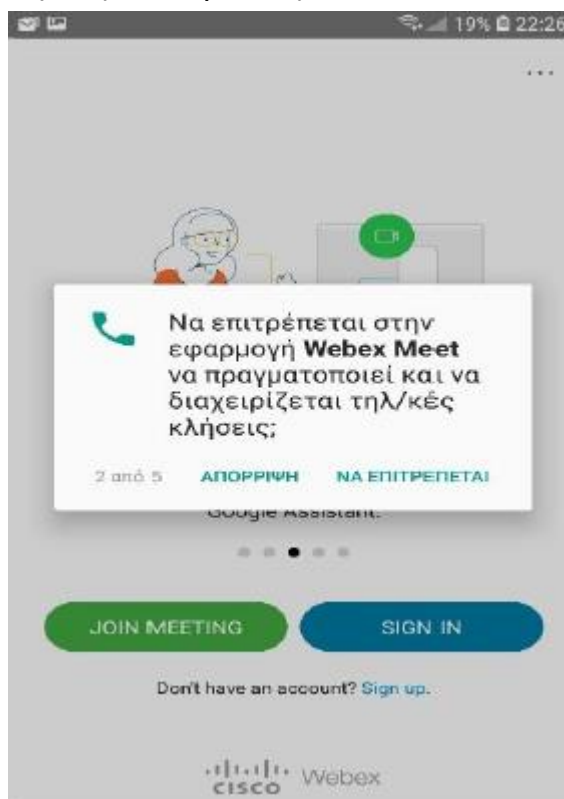 19% 22:26
...
Να επιτρέπεται στην
εφαρμογή Webex Meet
να πραγματοποιεί και να
διαχειρίζεται τηλ/κές
κλήσεις;
2 από 5 ΑΠΟΡΡΙΨΗ ΝΑ ΕΠΙΤΡΕΠΕΤΑΙ
Google Assistant.
JOIN MEETING SIGN IN
Don't have an account? Sign up.
CISCO Webex